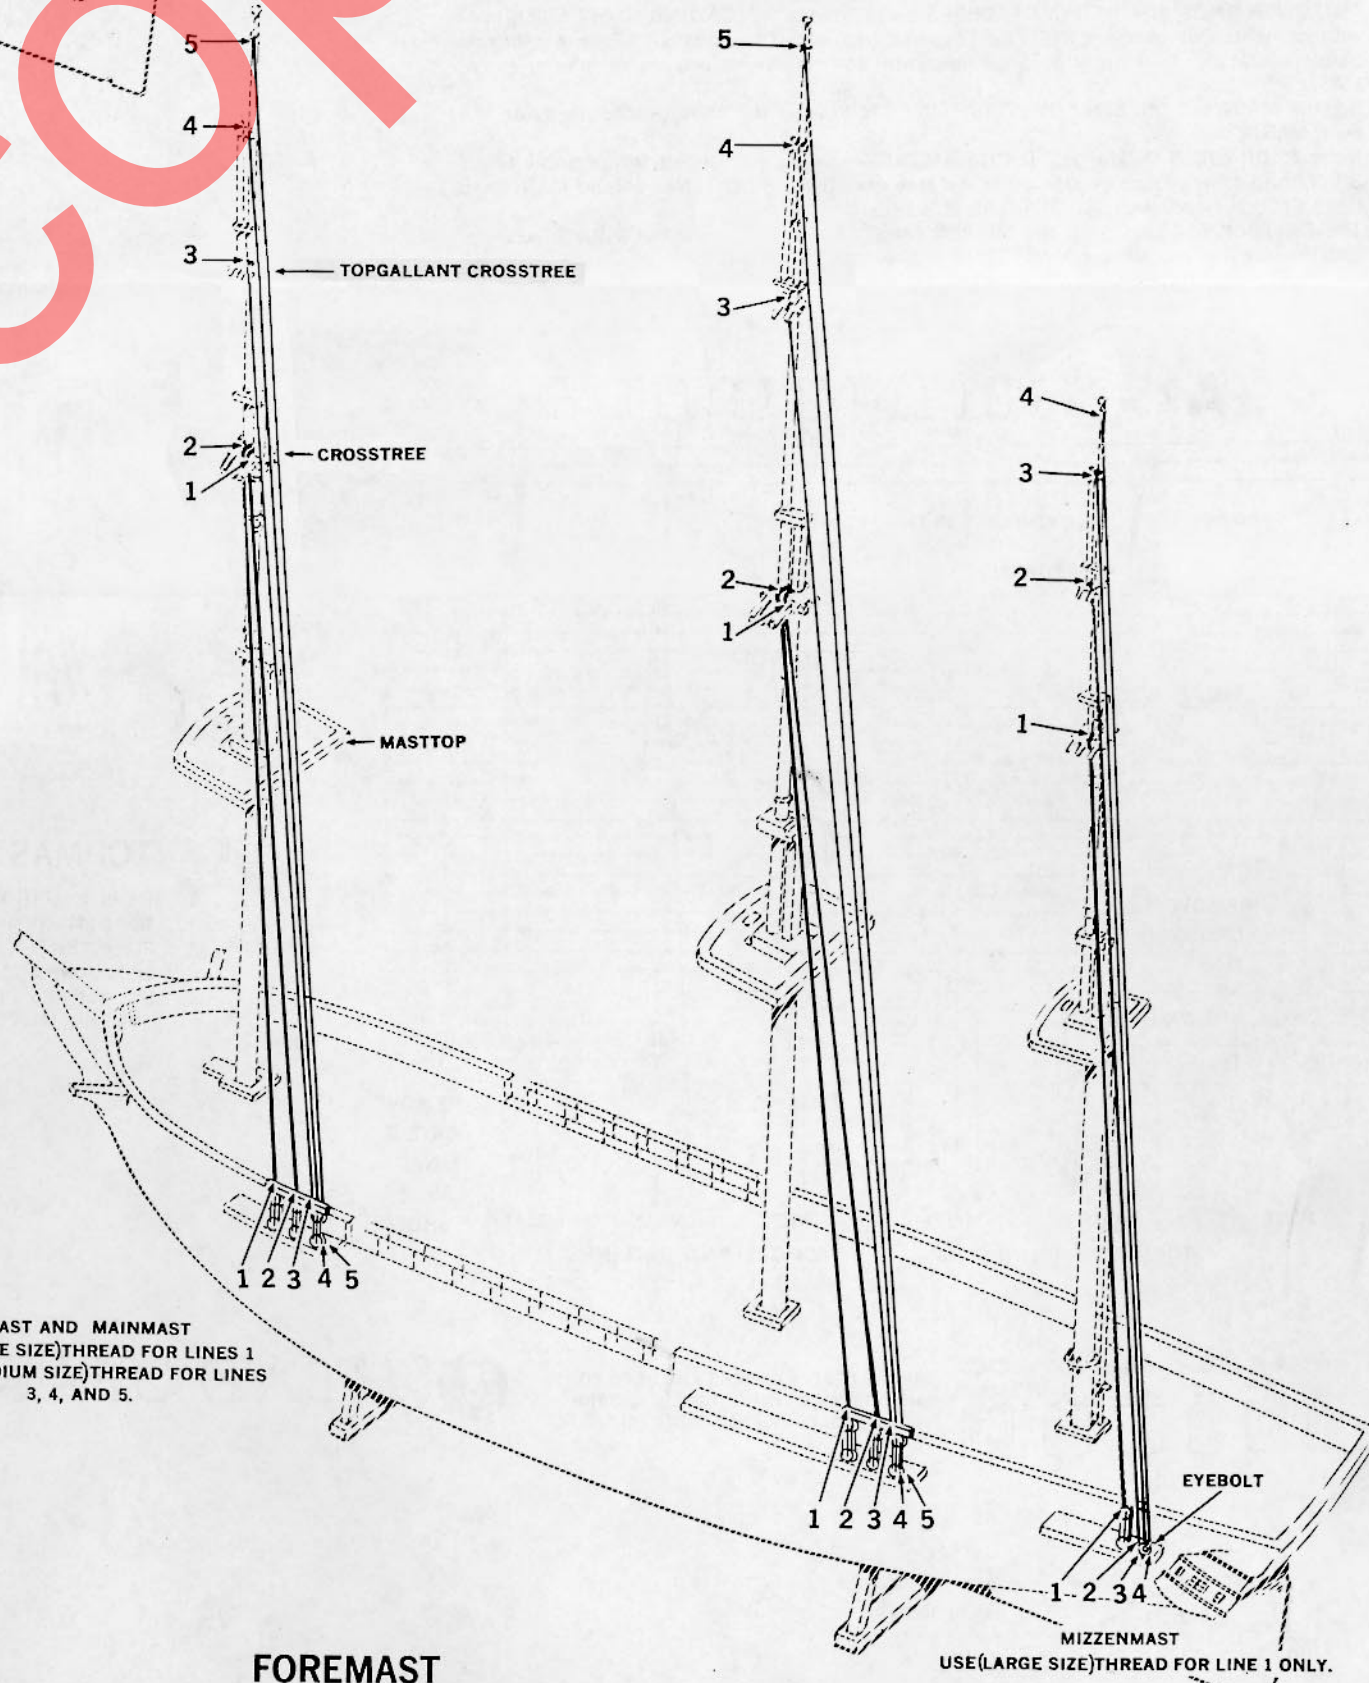 COP
5
4
3
TOPGALLANT CROSSTREE
2
CROSSTREE
1
MASTTOP
5
4
3
2
1
4
3
2
1
1 2 3 4 5
AST AND MAINMAST
E SIZE)THREAD FOR LINES 1
DIUM SIZE)THREAD FOR LINES
3, 4, AND 5.
EYEBOLT
1 2 3 4 5
1 2 3 4
MIZZENMAST
USE(LARGE SIZE)THREAD FOR LINE 1 ONLY.
FOREMAST